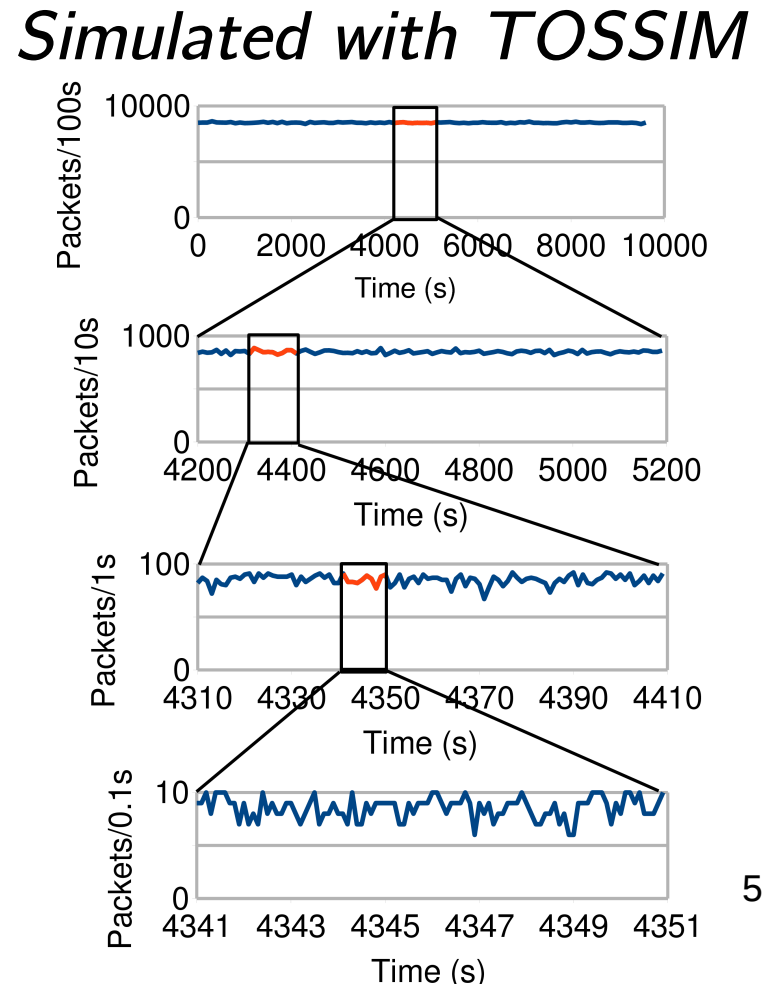 Simulated with TOSSIM
Packets/100s
10000
0
0 2000 4000 6000 8000 10000
Time (s)
Packets/10s
1000
0
4200 4400 4600 4800 5000 5200
Time (s)
Packets/1s
100
0
4310 4330 4350 4370 4390 4410
Time (s)
Packets/0.1s
10
0
4341 4343 4345 4347 4349 4351
Time (s)
5